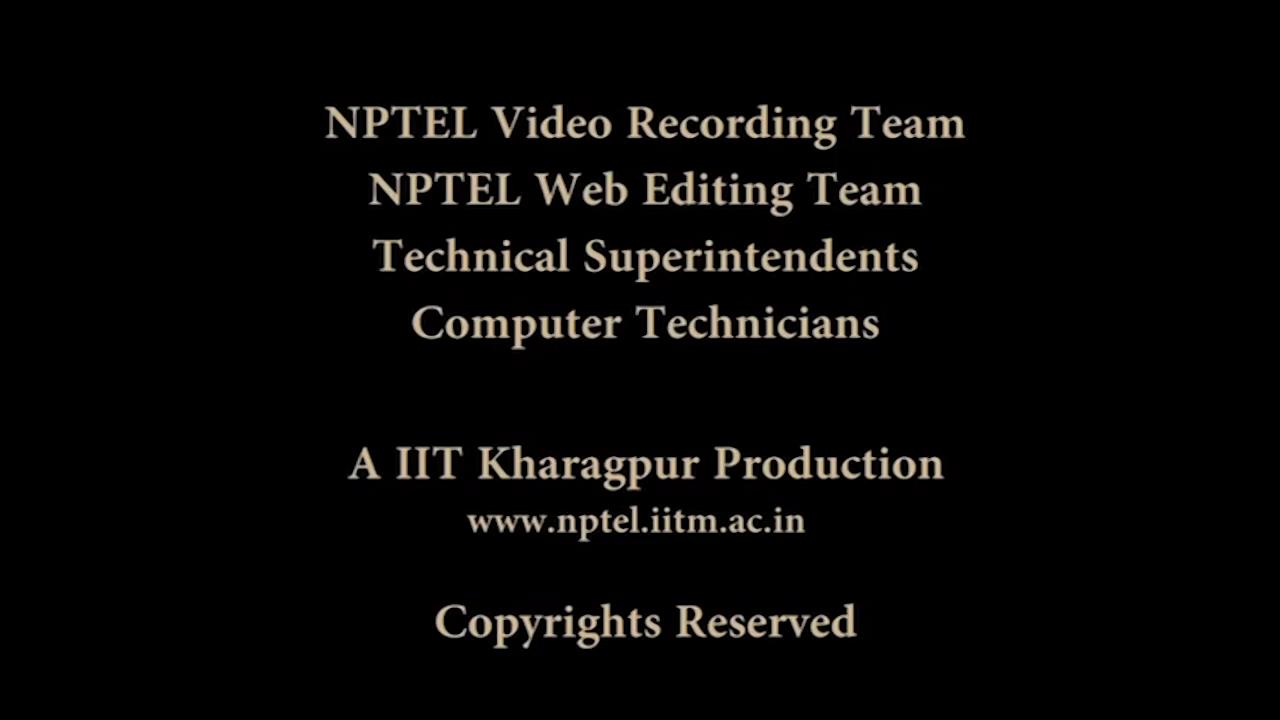 NPTEL Video Recording Team
NPTEL Web Editing Team
Technical Superintendents
Computer Technicians
A IIT Kharagpur Production
www.nptel.iitm.ac.in
Copyrights Reserved